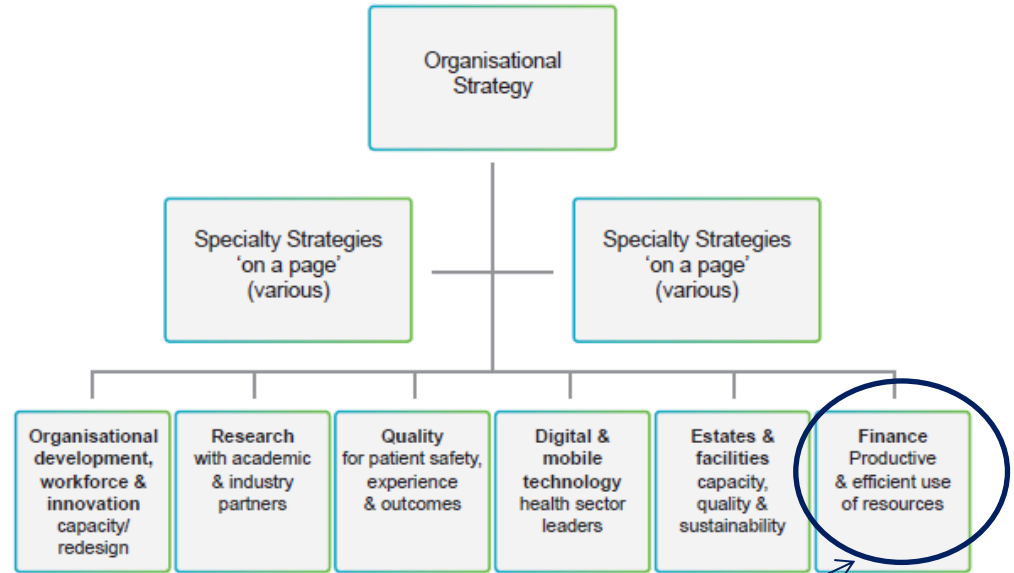 Organisational
Strategy
Specialty Strategies
'on a page'
(various)
Specialty Strategies
'on a page'
(various)
Organisational
development,
workforce &
innovation
capacity/
redesign
Research
with academic
& industry
partners
Quality
for patient safety,
experience
& outcomes
Digital &
mobile
technology
health sector
leaders
Estates &
facilities
capacity,
quality &
sustainability
Finance
Productive
& efficient use
of resources